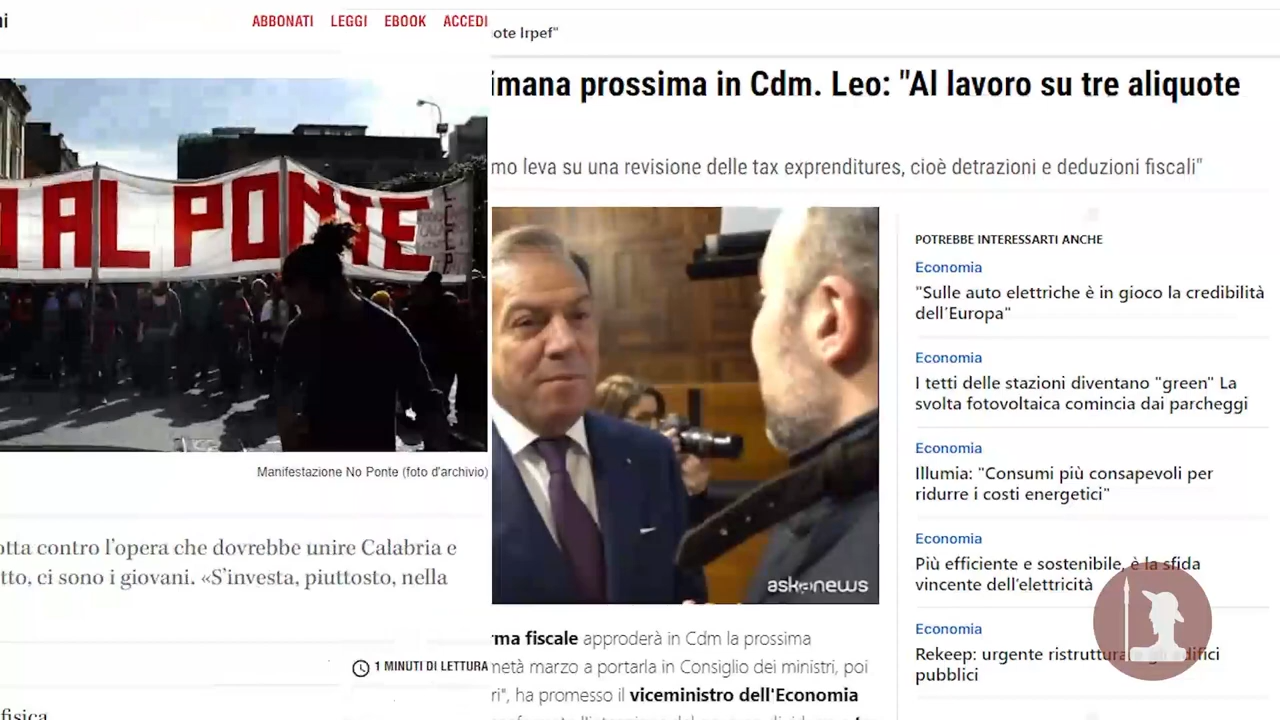 ABBONATI LEGGI EBOOK ACCEDI
AL PONTE
Manifestazione No Ponte (foto d'archivio)
otta contro l'opera che dovrebbe unire Calabria e
tto, ci sono i giovani. «S'investa, piuttosto, nella
1 MINUTI DI LETTURA
fisica
ote Irpef"
imana prossima in Cdm. Leo: "Al lavoro su tre aliquote
mo leva su una revisione delle tax exprenditures, cioè detrazioni e deduzioni fiscali"
askanews
rma fiscale approderà in Cdm la prossima
metà marzo a portarla in Consiglio dei ministri, poi
ri", ha promesso il viceministro dell'Economia
POTREBBE INTERESSARTI ANCHE
Economia
"Sulle auto elettriche è in gioco la credibilità
dell'Europa"
Economia
I tetti delle stazioni diventano "green" La
svolta fotovoltaica comincia dai parcheggi
Economia
Illumia: "Consumi più consapevoli per
ridurre i costi energetici"
Economia
Più efficiente e sostenibile, è la sfida
vincente dell'elettricità
Economia
Rekeep: urgente ristrutturare gli edifici
pubblici